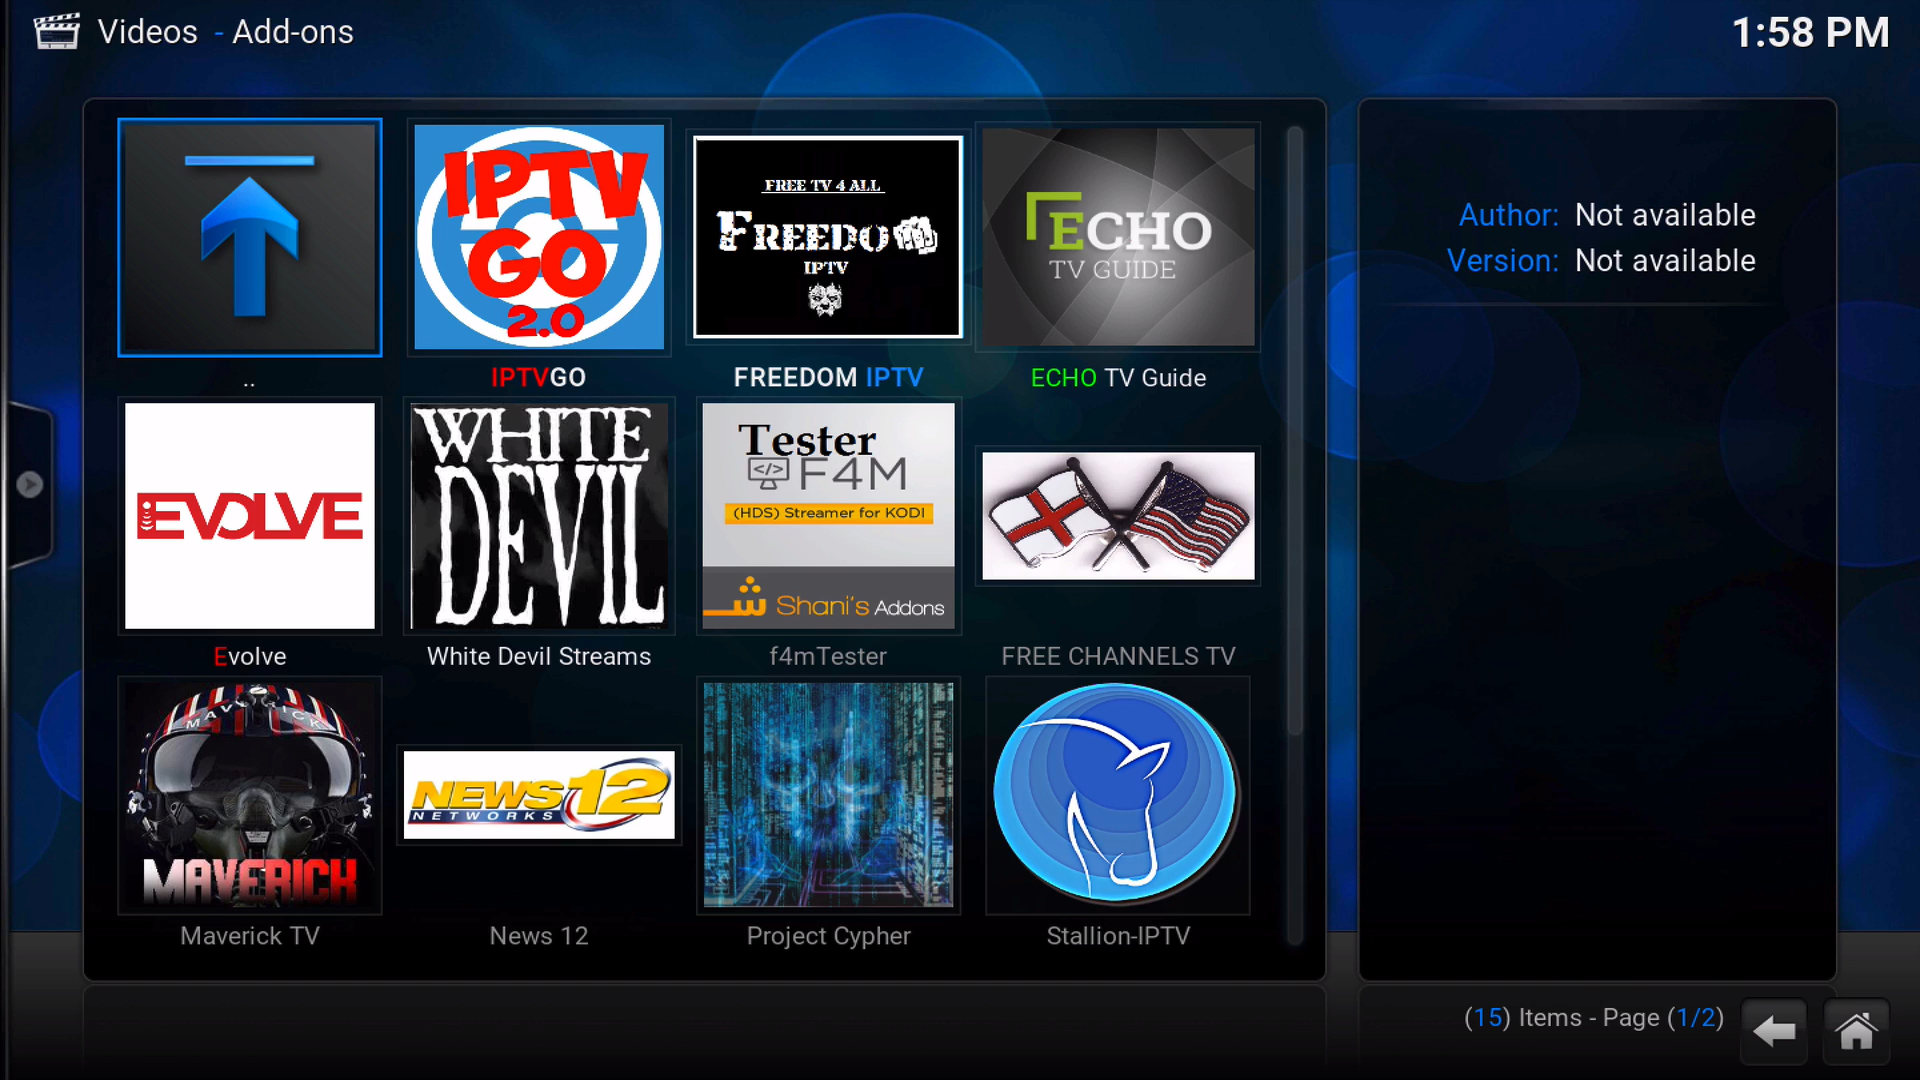 Videos - Add-ons
1:58 PM
IPTV
GO
2.0
FREE TV 4 ALL
FREEDO
IPTV
ECHO
TV GUIDE
Author: Not available
Version: Not available
..
IPTVGO
FREEDOM IPTV
ECHO TV Guide
EVOLVE
WHITE
DEVIL
Tester
</> F4M
(HDS) Streamer for KODI
شـ Shani's Addons
Evolve
White Devil Streams
f4mTester
FREE CHANNELS TV
MAVERICK
MAVERICK
NEWS 12
NETWORKS
Maverick TV
News 12
Project Cypher
Stallion-IPTV
(15) Items - Page (1/2)